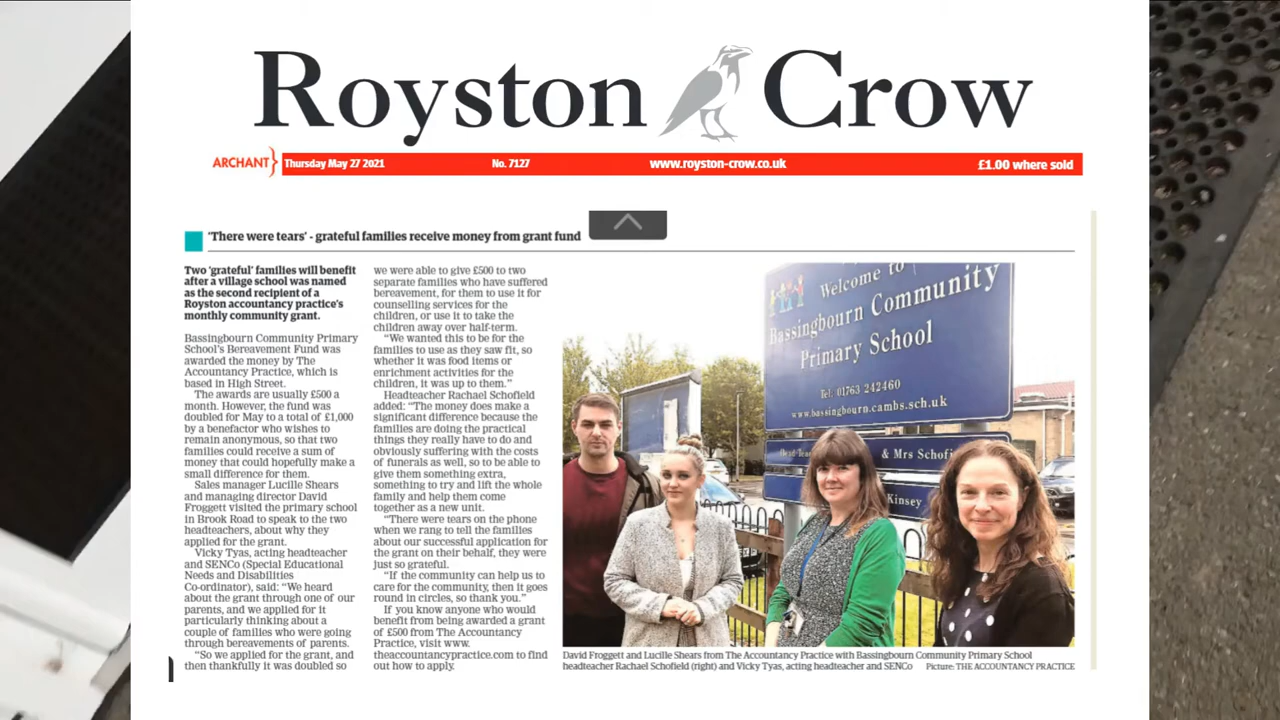 Royston Crow
ARCHANT Thursday May 27 2021 No. 7127 www.royston-crow.co.uk £1.00 where sold
'There were tears' - grateful families receive money from grant fund
Two 'grateful' families will benefit
after a village school was named
as the second recipient of a
Royston accountancy practice's
monthly community grant.
Bassingbourn Community Primary
School's Bereavement Fund was
awarded the money by The
Accountancy Practice, which is
based in High Street.
The awards are usually £500 a
month. However, the fund was
doubled for May to a total of £1,000
by a benefactor who wishes to
remain anonymous, so that two
families could receive a sum of
money that could hopefully make a
small difference for them.
Sales manager Lucille Shears
and managing director David
Froggett visited the primary school
in Brook Road to speak to the two
headteachers, about why they
applied for the grant.
Vicky Tyas, acting headteacher
and SENCo (Special Educational
Needs and Disabilities
Co-ordinator), said: "We heard
about the grant through one of our
parents, and we applied for it
particularly thinking about a
couple of families who were going
through bereavements of parents.
"So we applied for the grant, and
then thankfully it was doubled so
we were able to give £500 to two
separate families who have suffered
bereavement, for them to use it for
counselling services for the
children, or use it to take the
children away over half-term.
"We wanted this to be for the
families to use as they saw fit, so
whether it was food items or
enrichment activities for the
children, it was up to them."
Headteacher Rachael Schofield
added: "The money does make a
significant difference because the
families are doing the practical
things they really have to do and
obviously suffering with the costs
of funerals as well, so to be able to
give them something extra,
something to try and lift the whole
family and help them come
together as a new unit.
"There were tears on the phone
when we rang to tell the families
about our successful application for
the grant on their behalf, they were
just so grateful.
"If the community can help us to
care for the community, then it goes
round in circles, so thank you."
If you know anyone who would
benefit from being awarded a grant
of £500 from The Accountancy
Practice, visit www.
theaccountancypractice.com to find
out how to apply.
Welcome to
Bassingbourn Community
Primary School
Tel: 01763 242460
www.bassingbourn.cambs.sch.uk
& Mrs Schofi
Kinsey
David Froggett and Lucille Shears from The Accountancy Practice with Bassingbourn Community Primary School
headteacher Rachael Schofield (right) and Vicky Tyas, acting headteacher and SENCo Picture: THE ACCOUNTANCY PRACTICE